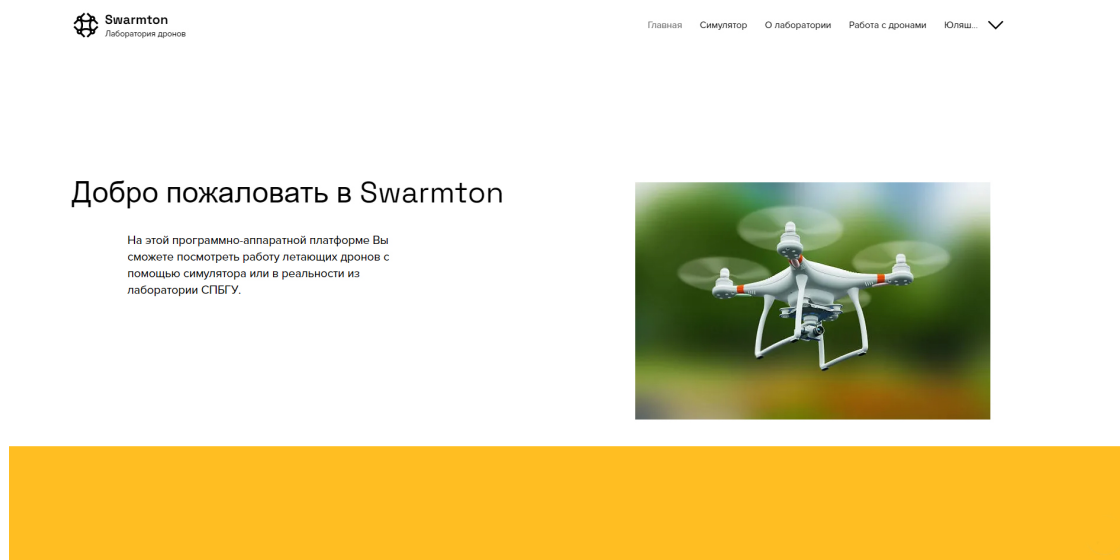 Swarmton
Лаборатория дронов
Главная
Симулятор
О лаборатории
Работа с дронами
Юляш...
Добро пожаловать в Swarmton
На этой программно-аппаратной платформе Вы
сможете посмотреть работу летающих дронов с
помощью симулятора или в реальности из
лаборатории СПБГУ.